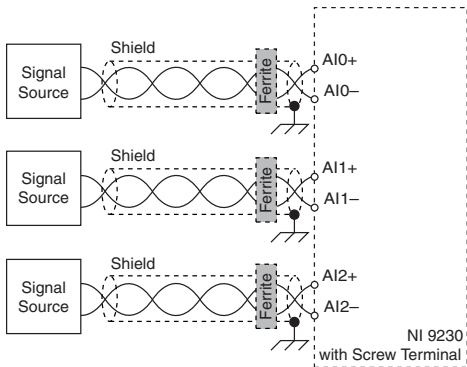 Signal
Source
Shield
Ferrite
AI0+
AI0–
Signal
Source
Shield
Ferrite
AI1+
AI1–
Signal
Source
Shield
Ferrite
AI2+
AI2–
NI 9230
with Screw Terminal